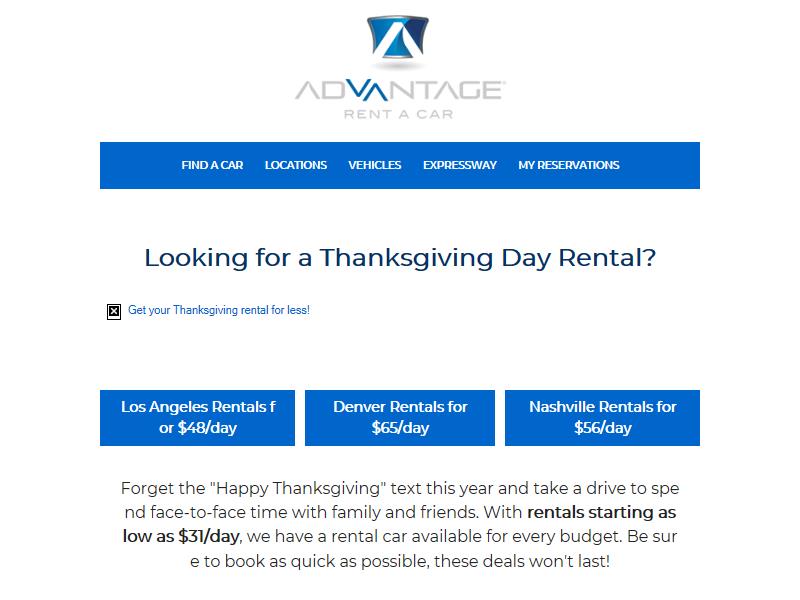 ADVANTAGE
RENT A CAR
FIND A CAR LOCATIONS VEHICLES EXPRESSWAY MY RESERVATIONS
Looking for a Thanksgiving Day Rental?
Get your Thanksgiving rental for less!
Los Angeles Rentals f
or $48/day
Denver Rentals for
$65/day
Nashville Rentals for
$56/day
Forget the "Happy Thanksgiving" text this year and take a drive to spe
nd face-to-face time with family and friends. With rentals starting as
low as $31/day, we have a rental car available for every budget. Be sur
e to book as quick as possible, these deals won't last!